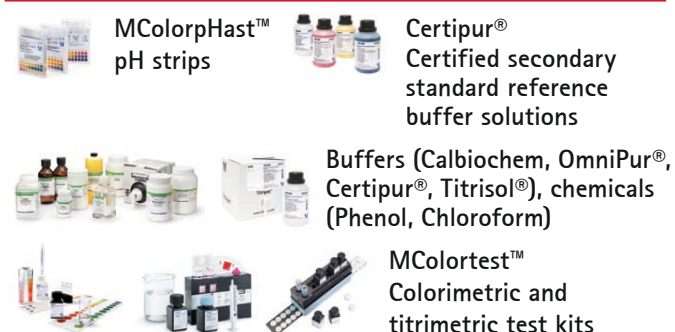 MColorpHast™
pH strips
Certipur®
Certified secondary
standard reference
buffer solutions
Buffers (Calbiochem, OmniPur®,
Certipur®, Titrisol®), chemicals
(Phenol, Chloroform)
MColortest™
Colorimetric and
titrimetric test kits